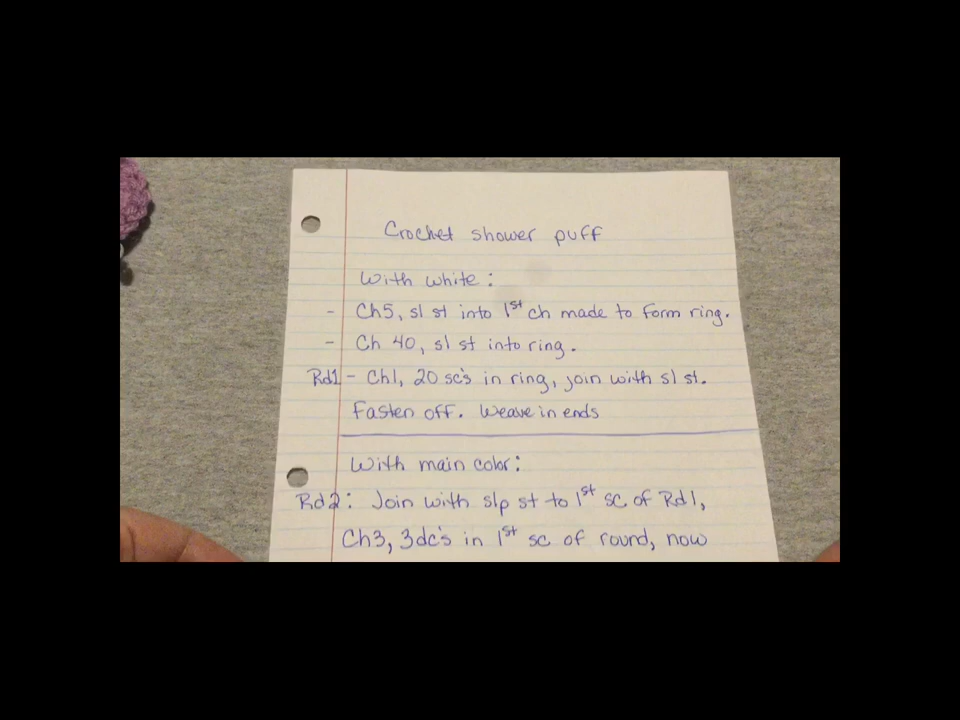 Crochet shower puff
With white:
- Ch5, sl st into 1st ch made to form ring.
- Ch 40, sl st into ring.
Rd1 - Ch1, 20 sc's in ring, join with sl st.
Fasten off. Weave in ends
With main color:
Rd2: Join with slp st to 1st sc of Rd1,
Ch3, 3dc's in 1st sc of round, now